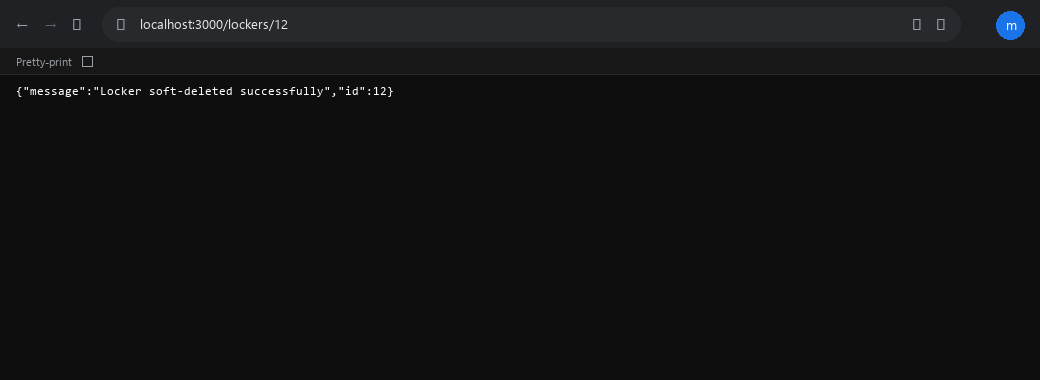 localhost:3000/lockers/12
m
Pretty-print
{"message":"Locker soft-deleted successfully","id":12}